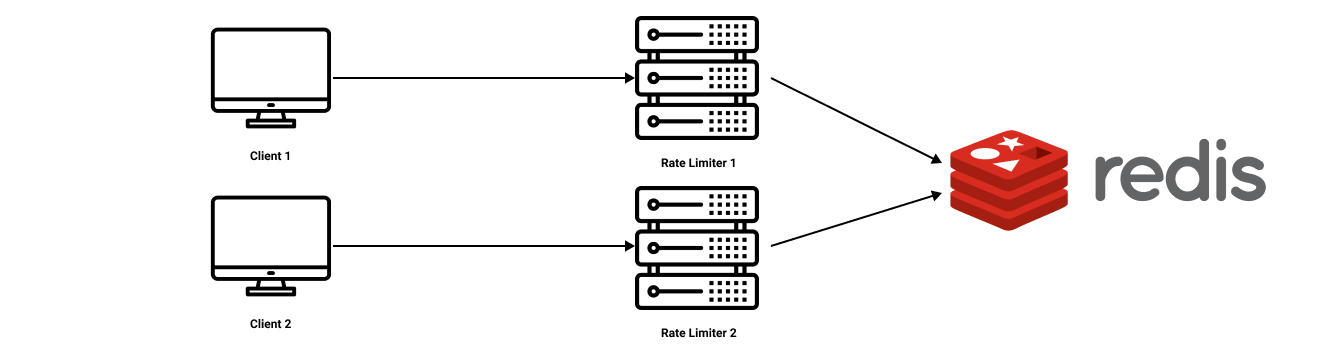 Client 1
Rate Limiter 1
redis
Client 2
Rate Limiter 2